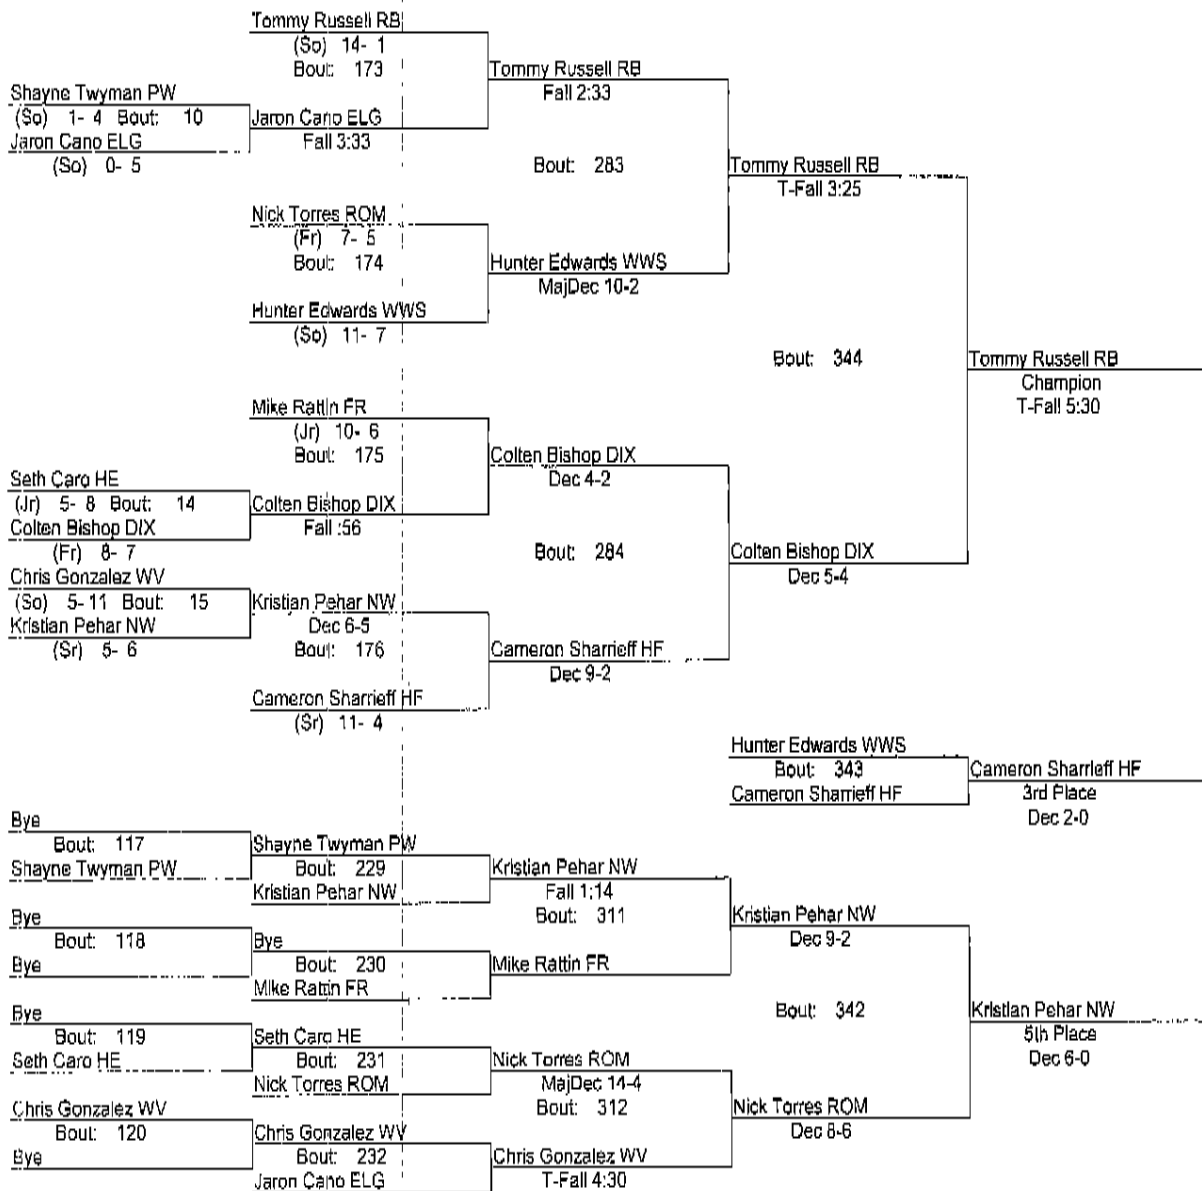 Tommy Russell RB
(So) 14- 1
Bout: 173
Tommy Russell RB
Fall 2:33
Shayne Twyman PW
(So) 1- 4 Bout: 10
Jaron Cano ELG
Jaron Cano ELG
Fall 3:33
(So) 0- 5
Bout: 283
Tommy Russell RB
T-Fall 3:25
Nick Torres ROM
(Fr) 7- 5
Bout: 174
Hunter Edwards WWS
MajDec 10-2
Hunter Edwards WWS
(So) 11- 7
Bout: 344
Tommy Russell RB
Champion
T-Fall 5:30
Mike Rattin FR
(Jr) 10- 6
Bout: 175
Colten Bishop DIX
Dec 4-2
Seth Caro HE
(Jr) 5- 8 Bout: 14
Colten Bishop DIX
Colten Bishop DIX
Fall :56
(Fr) 8- 7
Bout: 284
Colten Bishop DIX
Dec 5-4
Chris Gonzalez WV
(So) 5-11 Bout: 15
Kristian Pehar NW
Kristian Pehar NW
Dec 6-5
(Sr) 5- 6
Bout: 176
Cameron Sharrieff HF
Dec 9-2
Cameron Sharrieff HF
(Sr) 11- 4
Hunter Edwards WWS
Bout: 343
Cameron Sharrieff HF
Cameron Sharrieff HF
3rd Place
Dec 2-0
Bye
Bout: 117
Shayne Twyman PW
Shayne Twyman PW
Bout: 229
Kristian Pehar NW
Kristian Pehar NW
Fall 1:14
Bout: 311
Kristian Pehar NW
Dec 9-2
Bye
Bout: 118
Bye
Bye
Bout: 230
Mike Rattin FR
Mike Rattin FR
Bout: 342
Kristian Pehar NW
5th Place
Dec 6-0
Bye
Bout: 119
Seth Caro HE
Seth Caro HE
Bout: 231
Nick Torres ROM
Nick Torres ROM
MajDec 14-4
Bout: 312
Nick Torres ROM
Dec 8-6
Chris Gonzalez WV
Bout: 120
Bye
Chris Gonzalez WV
Bout: 232
Jaron Cano ELG
Chris Gonzalez WV
T-Fall 4:30